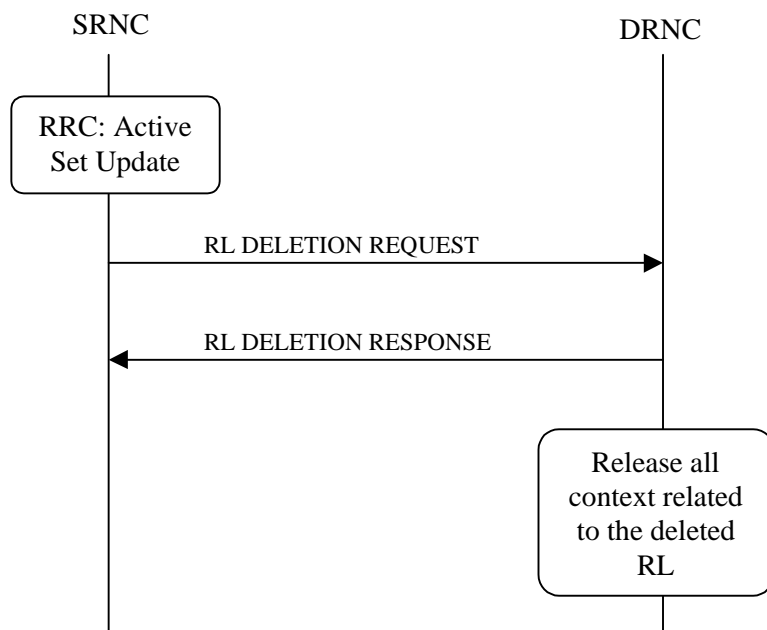 SRNC
DRNC
RRC: Active
Set Update
RL DELETION REQUEST
RL DELETION RESPONSE
Release all
context related
to the deleted
RL